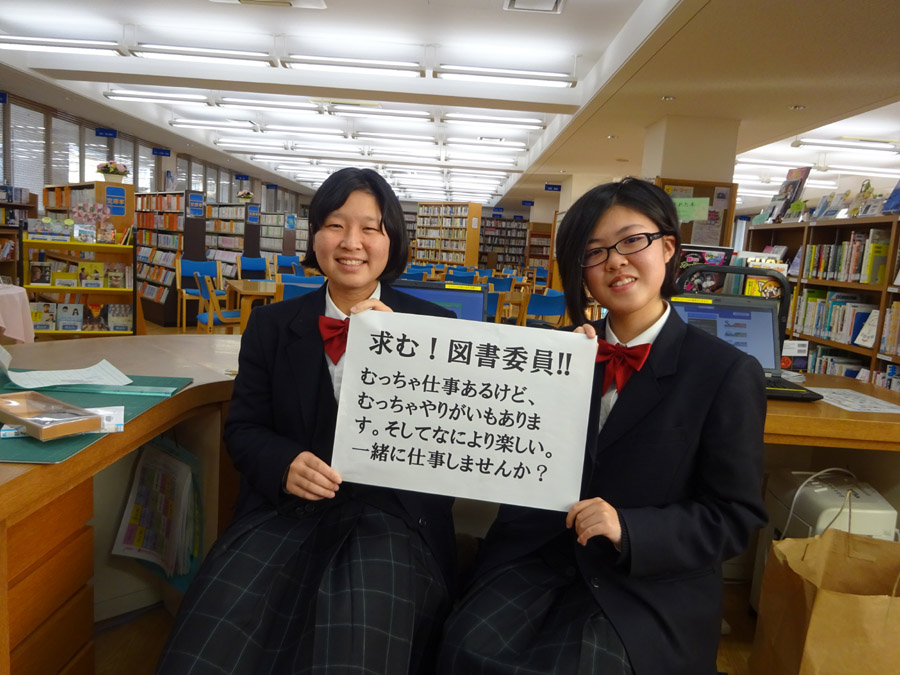 求む！図書委員!!
むっちゃ仕事あるけど、
むっちゃやりがいもありま
す。そしてなにより楽しい。
一緒に仕事しませんか？